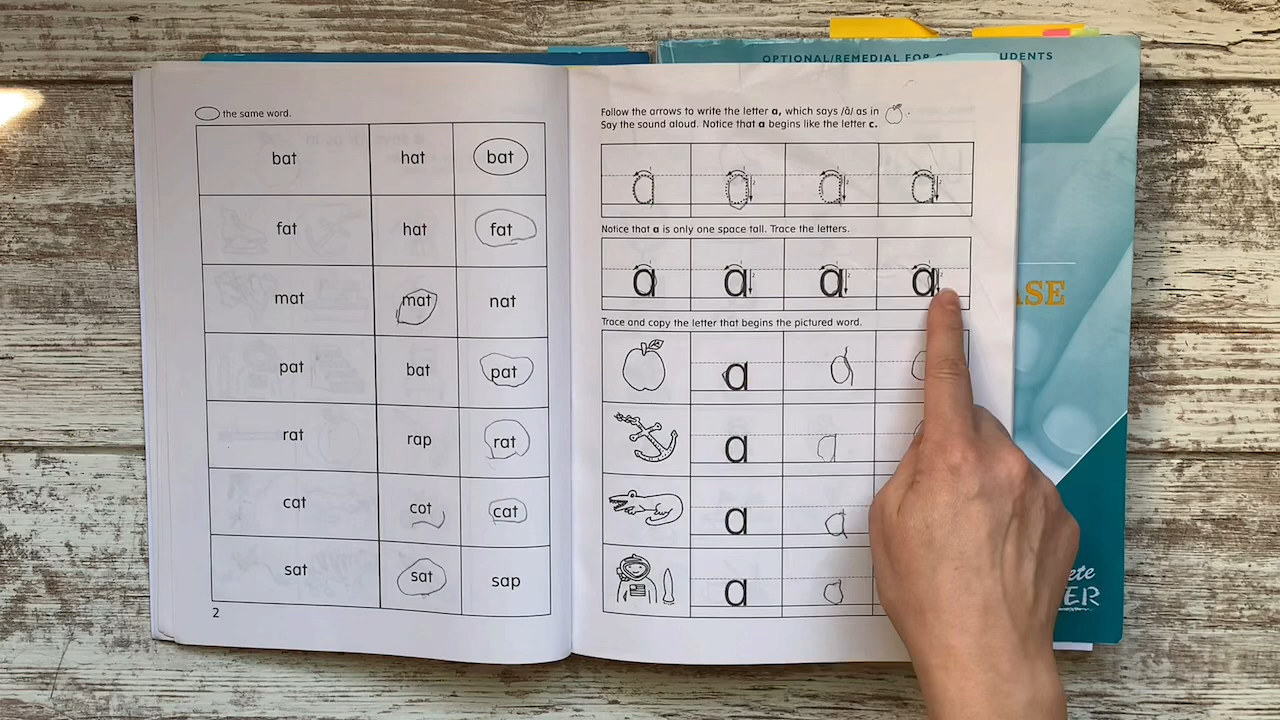 OPTIONAL/REMEDIAL FOR
UDENTS
the same word.
bat hat bat
fat hat fat
mat mat nat
pat bat pat
rat rap rat
cat cot cat
sat sat sap
2
Follow the arrows to write the letter a, which says /ă/ as in .
Say the sound aloud. Notice that a begins like the letter c.
a a a a
Notice that a is only one space tall. Trace the letters.
a a a a
Trace and copy the letter that begins the pictured word.
a a
a a
a a
a a
ASE
ete
ER